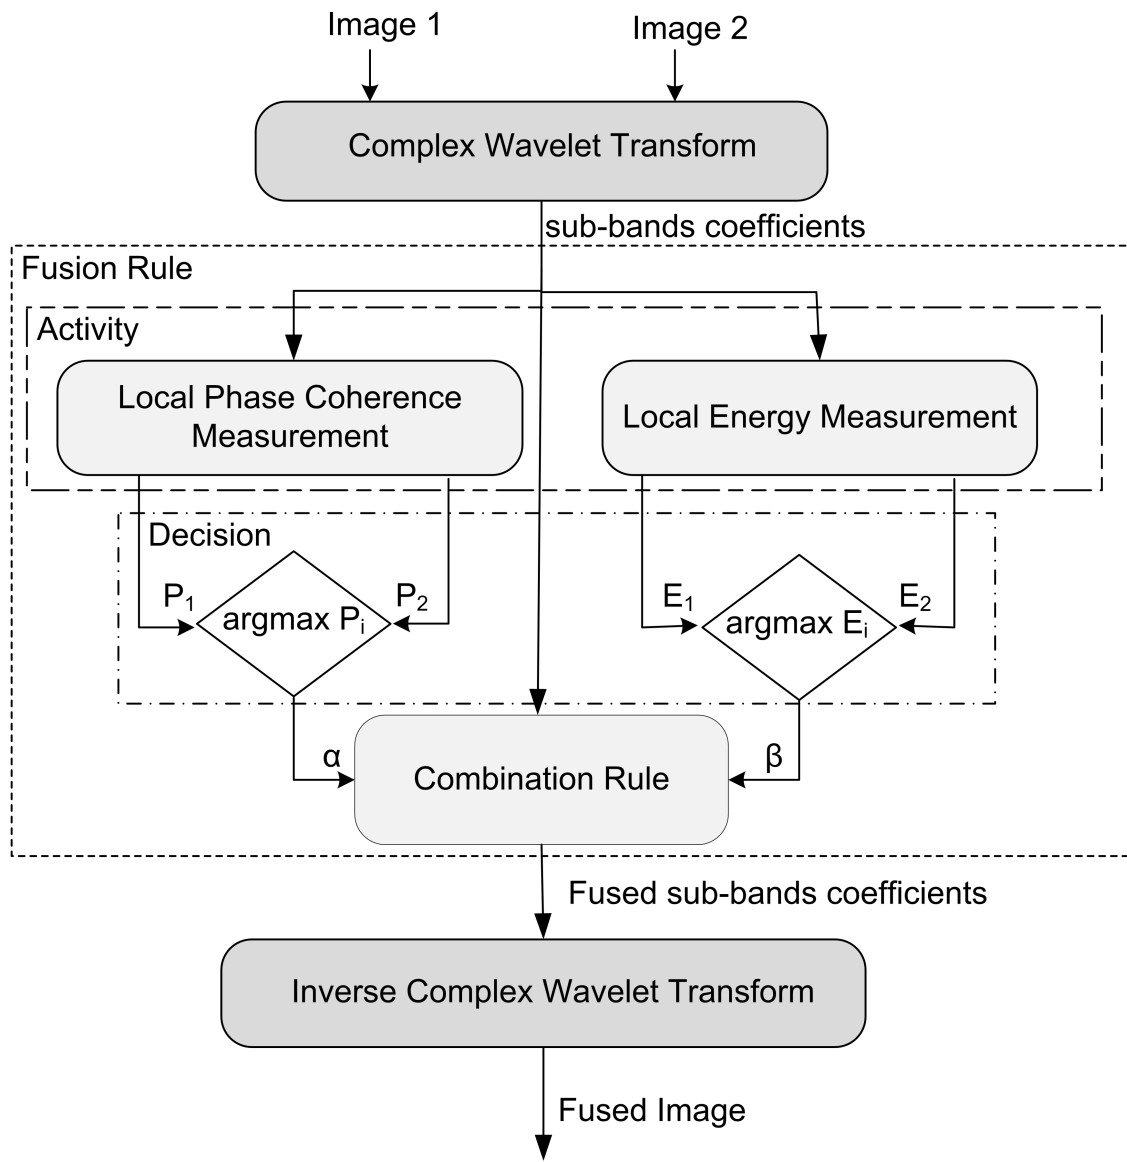 Image 1
Image 2
Complex Wavelet Transform
sub-bands coefficients
Fusion Rule
Activity
Local Phase Coherence
Measurement
Local Energy Measurement
Decision
P₁
argmax Pᵢ
P₂
E₁
argmax Eᵢ
E₂
α
Combination Rule
β
Fused sub-bands coefficients
Inverse Complex Wavelet Transform
Fused Image